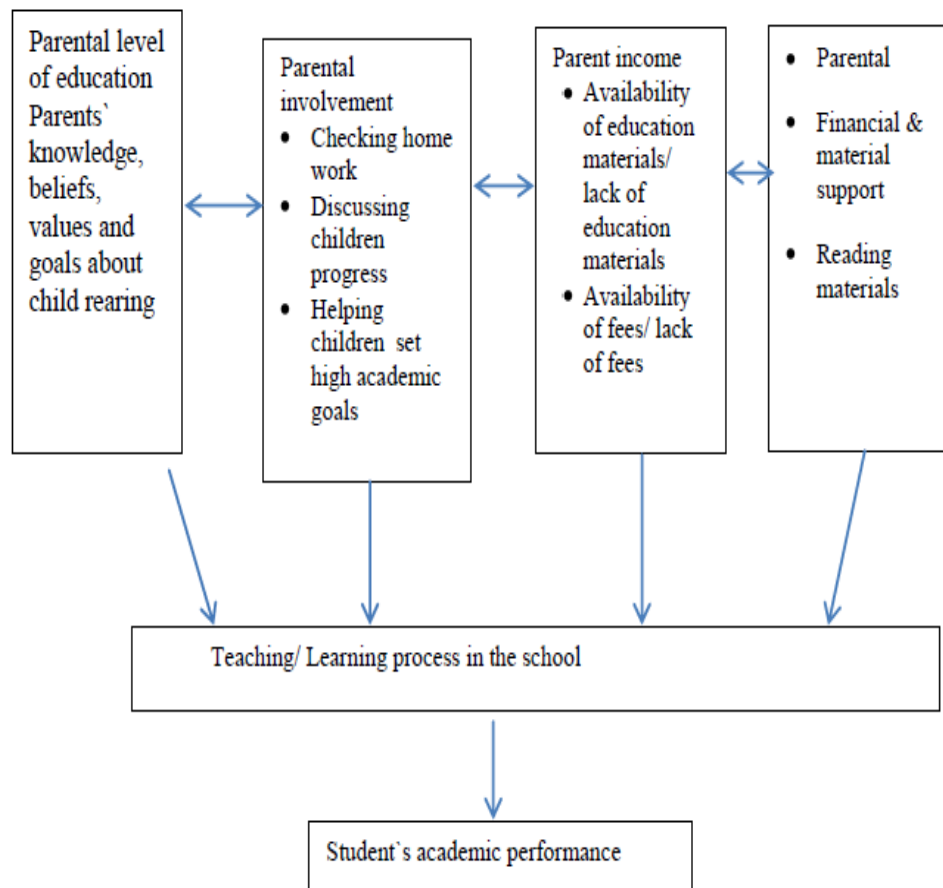 Parental level
of education
Parents`
knowledge,
beliefs,
values and
goals about
child rearing
Parental
involvement
• Checking home
work
• Discussing
children
progress
• Helping
children set
high academic
goals
Parent income
• Availability
of education
materials/
lack of
education
materials
• Availability
of fees/ lack
of fees
• Parental
• Financial &
material
support
• Reading
materials
Teaching/ Learning process in the school
Student`s academic performance